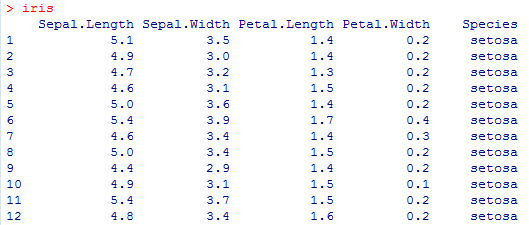 > iris
Sepal.Length Sepal.Width Petal.Length Petal.Width Species
1 5.1 3.5 1.4 0.2 setosa
2 4.9 3.0 1.4 0.2 setosa
3 4.7 3.2 1.3 0.2 setosa
4 4.6 3.1 1.5 0.2 setosa
5 5.0 3.6 1.4 0.2 setosa
6 5.4 3.9 1.7 0.4 setosa
7 4.6 3.4 1.4 0.3 setosa
8 5.0 3.4 1.5 0.2 setosa
9 4.4 2.9 1.4 0.2 setosa
10 4.9 3.1 1.5 0.1 setosa
11 5.4 3.7 1.5 0.2 setosa
12 4.8 3.4 1.6 0.2 setosa